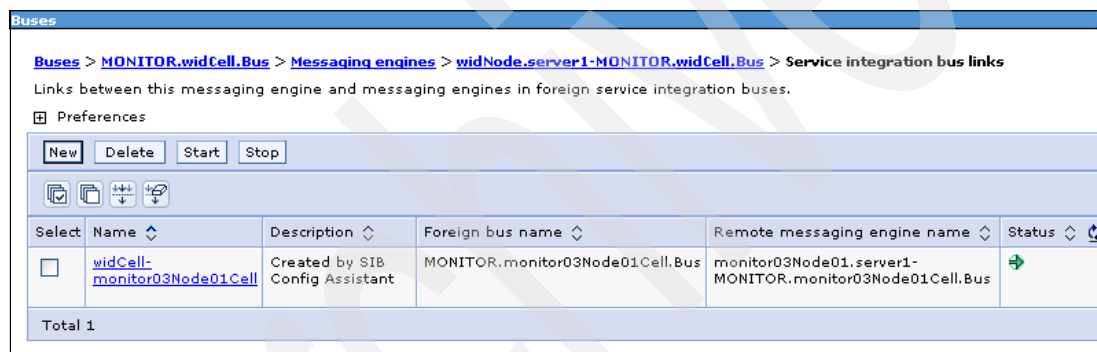 Buses
Buses > MONITOR.widCell.Bus > Messaging engines > widNode.server1-MONITOR.widCell.Bus > Service integration bus links
Links between this messaging engine and messaging engines in foreign service integration buses.
Preferences
New Delete Start Stop
Select Name Description Foreign bus name Remote messaging engine name Status
widCell- Created by SIB MONITOR.monitor03Node01Cell.Bus monitor03Node01.server1-
monitor03Node01Cell Config Assistant MONITOR.monitor03Node01Cell.Bus
Total 1